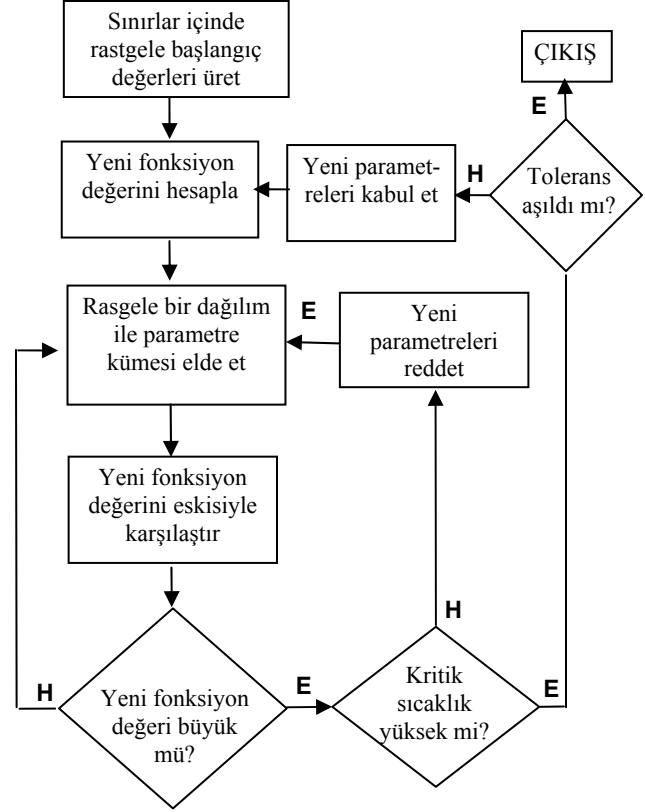 Sınırlar içinde
rastgele başlangıç
değerleri üret
ÇIKIŞ
E
Yeni fonksiyon
değerini hesapla
Yeni paramet-
releri kabul et
H
Tolerans
aşıldı mı?
Rasgele bir dağılım
ile parametre
kümesi elde et
E
Yeni
parametreleri
reddet
Yeni fonksiyon
değerini eskisiyle
karşılaştır
H
H
Yeni fonksiyon
değeri büyük
mü?
E
Kritik
sıcaklık
yüksek mi?
E